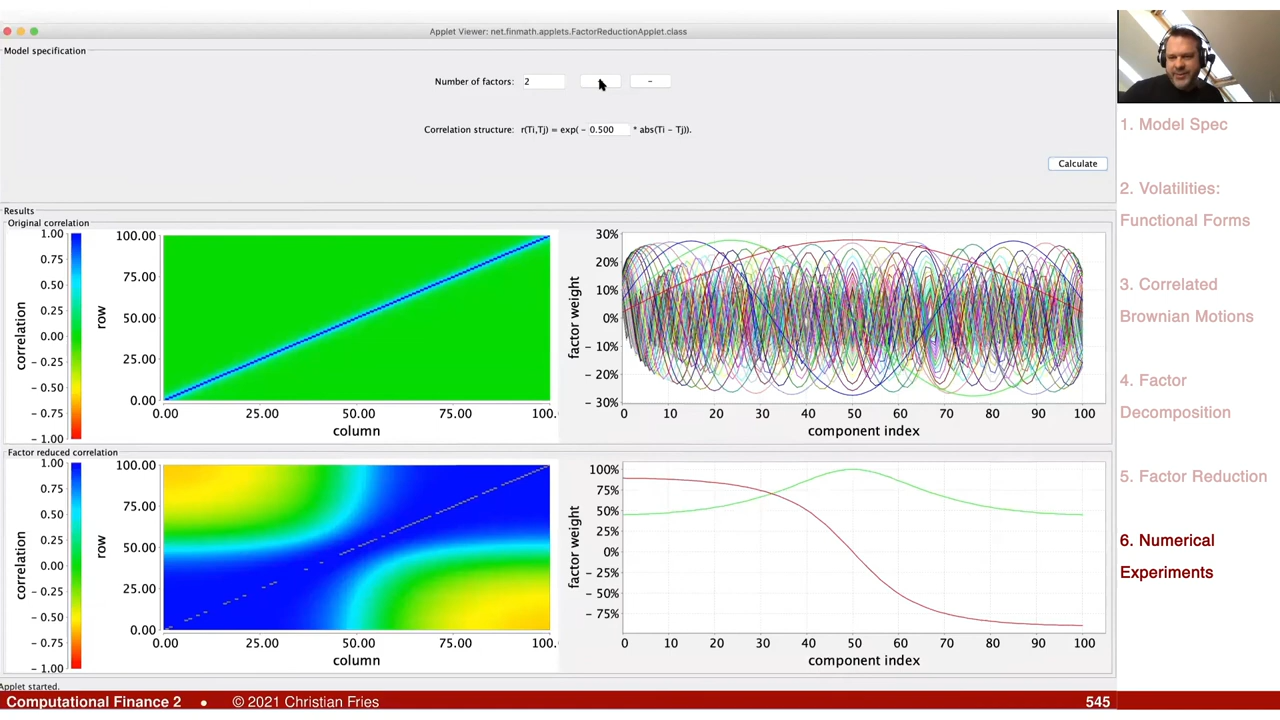 Applet Viewer: net.finmath.applets.FactorReductionApplet.class
Model specification
Number of factors: 2
-
Correlation structure: r(Ti,Tj) = exp( - 0.500 * abs(Ti - Tj)).
Calculate
Results
Original correlation
1.00
0.75
0.50
0.25
0.00
- 0.25
- 0.50
- 0.75
- 1.00
correlation
100.00
75.00
50.00
25.00
0.00
row
0.00 25.00 50.00 75.00 100.
column
30%
20%
10%
0%
- 10%
- 20%
- 30%
factor weight
0 10 20 30 40 50 60 70 80 90 100
component index
Factor reduced correlation
1.00
0.75
0.50
0.25
0.00
- 0.25
- 0.50
- 0.75
- 1.00
correlation
100.00
75.00
50.00
25.00
0.00
row
0.00 25.00 50.00 75.00 100.
column
100%
75%
50%
25%
0%
- 25%
- 50%
- 75%
factor weight
0 10 20 30 40 50 60 70 80 90 100
component index
Applet started.
1. Model Spec
2. Volatilities:
Functional Forms
3. Correlated
Brownian Motions
4. Factor
Decomposition
5. Factor Reduction
6. Numerical
Experiments
Computational Finance 2 • © 2021 Christian Fries 545